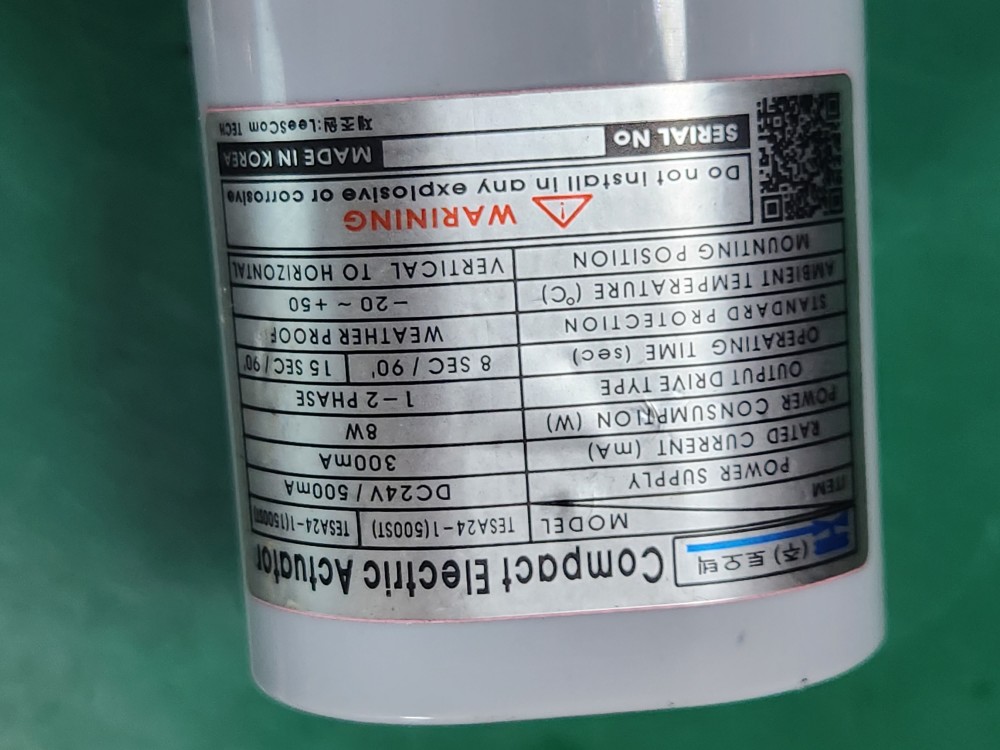 (주) 토오텍 Compact Electric Actuator
ITEM MODEL TESA24-1(500ST) TESA24-1(1500ST)
POWER SUPPLY DC24V / 500mA
RATED CURRENT (mA) 300mA
POWER CONSUMPTION (W) 8W
OUTPUT DRIVE TYPE 1-2 PHASE
OPERATING TIME (sec) 8 SEC / 90' 15 SEC / 90'
STANDARD PROTECTION WEATHER PROOF
AMBIENT TEMPERATURE (℃) -20 ~ +50
MOUNTING POSITION VERTICAL TO HORIZONTAL
WARINING
Do not install in any explosive or corrosive
SERIAL No MADE IN KOREA
제조원:LeeSCom TECH